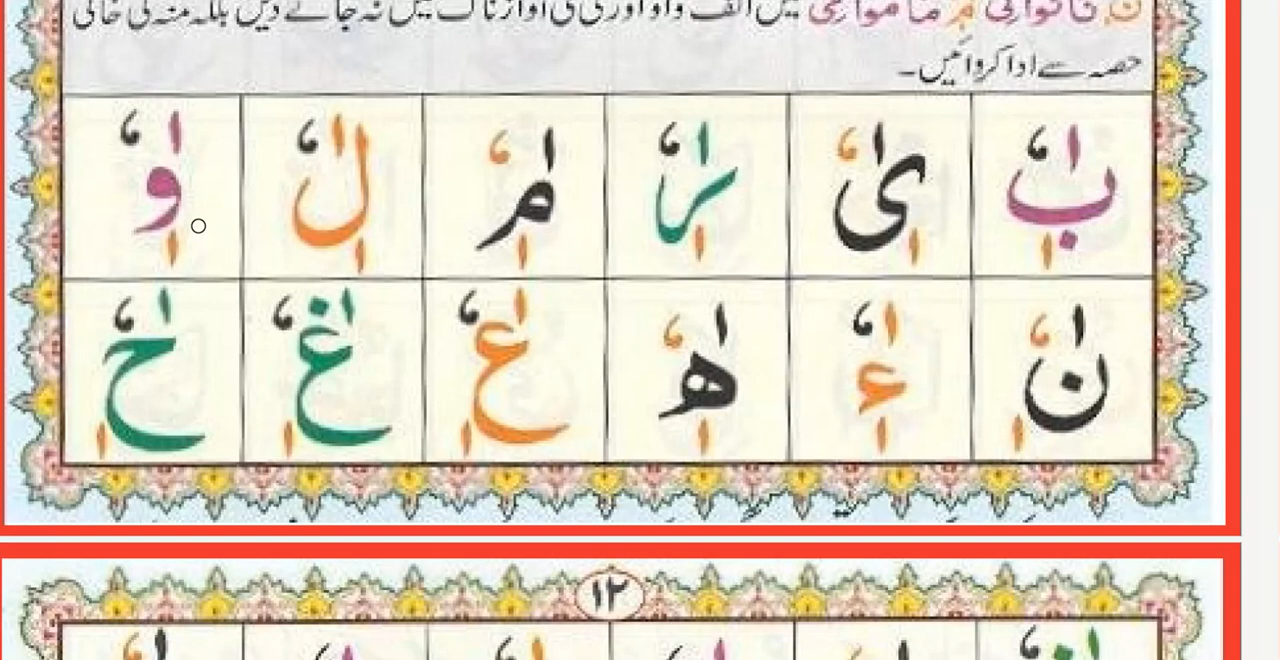 میں الف واو اور ی کی آواز ناک میں نہ جانے دیں بلکہ منہ کی خالی
حصہ سے ادا کروائیں۔
بٰٖٗ یٰٖٗ رٰٖٗ مٰٖٗ لٰٖٗ وٰٖٗ
نٰٖٗ ءٰٖٗ ھٰٖٗ عٰٖٗ غٰٖٗ حٰٖٗ
۱۲